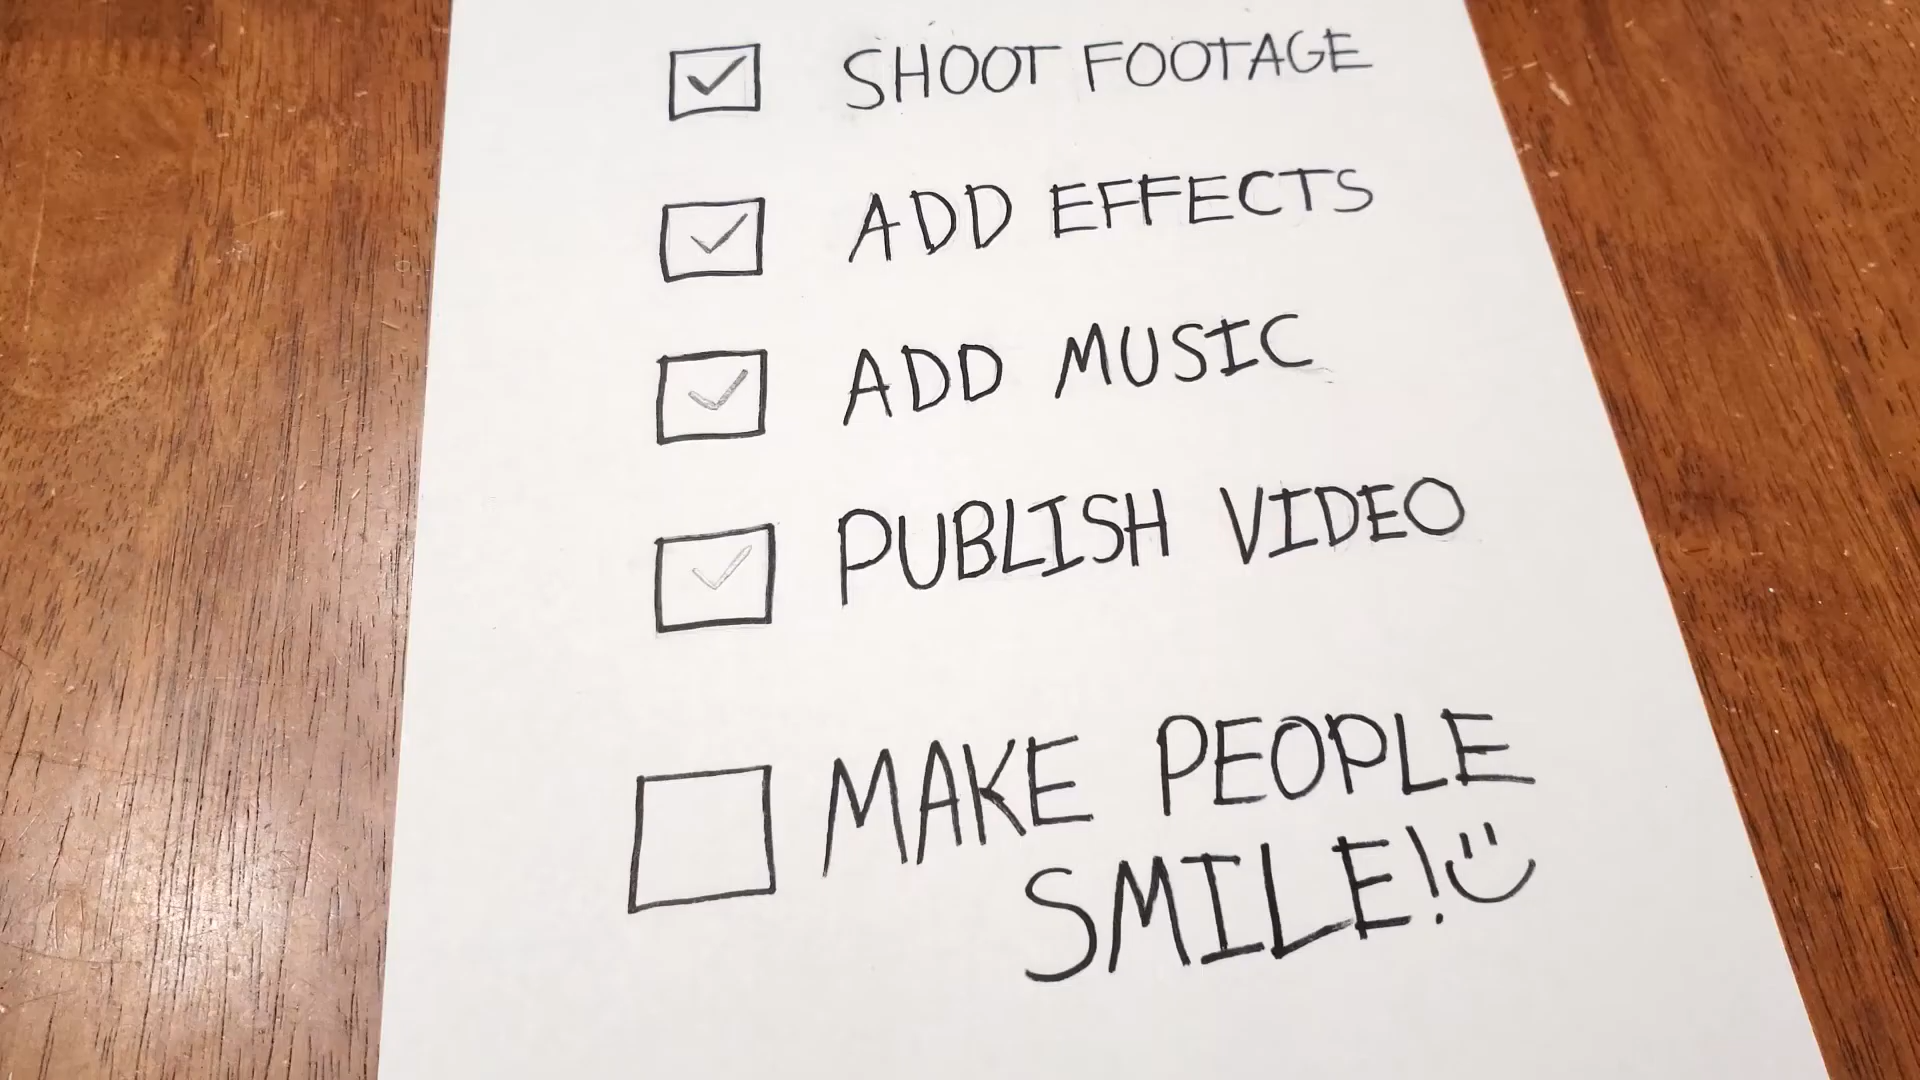 SHOOT FOOTAGE
ADD EFFECTS
ADD MUSIC
PUBLISH VIDEO
MAKE PEOPLE
SMILE!